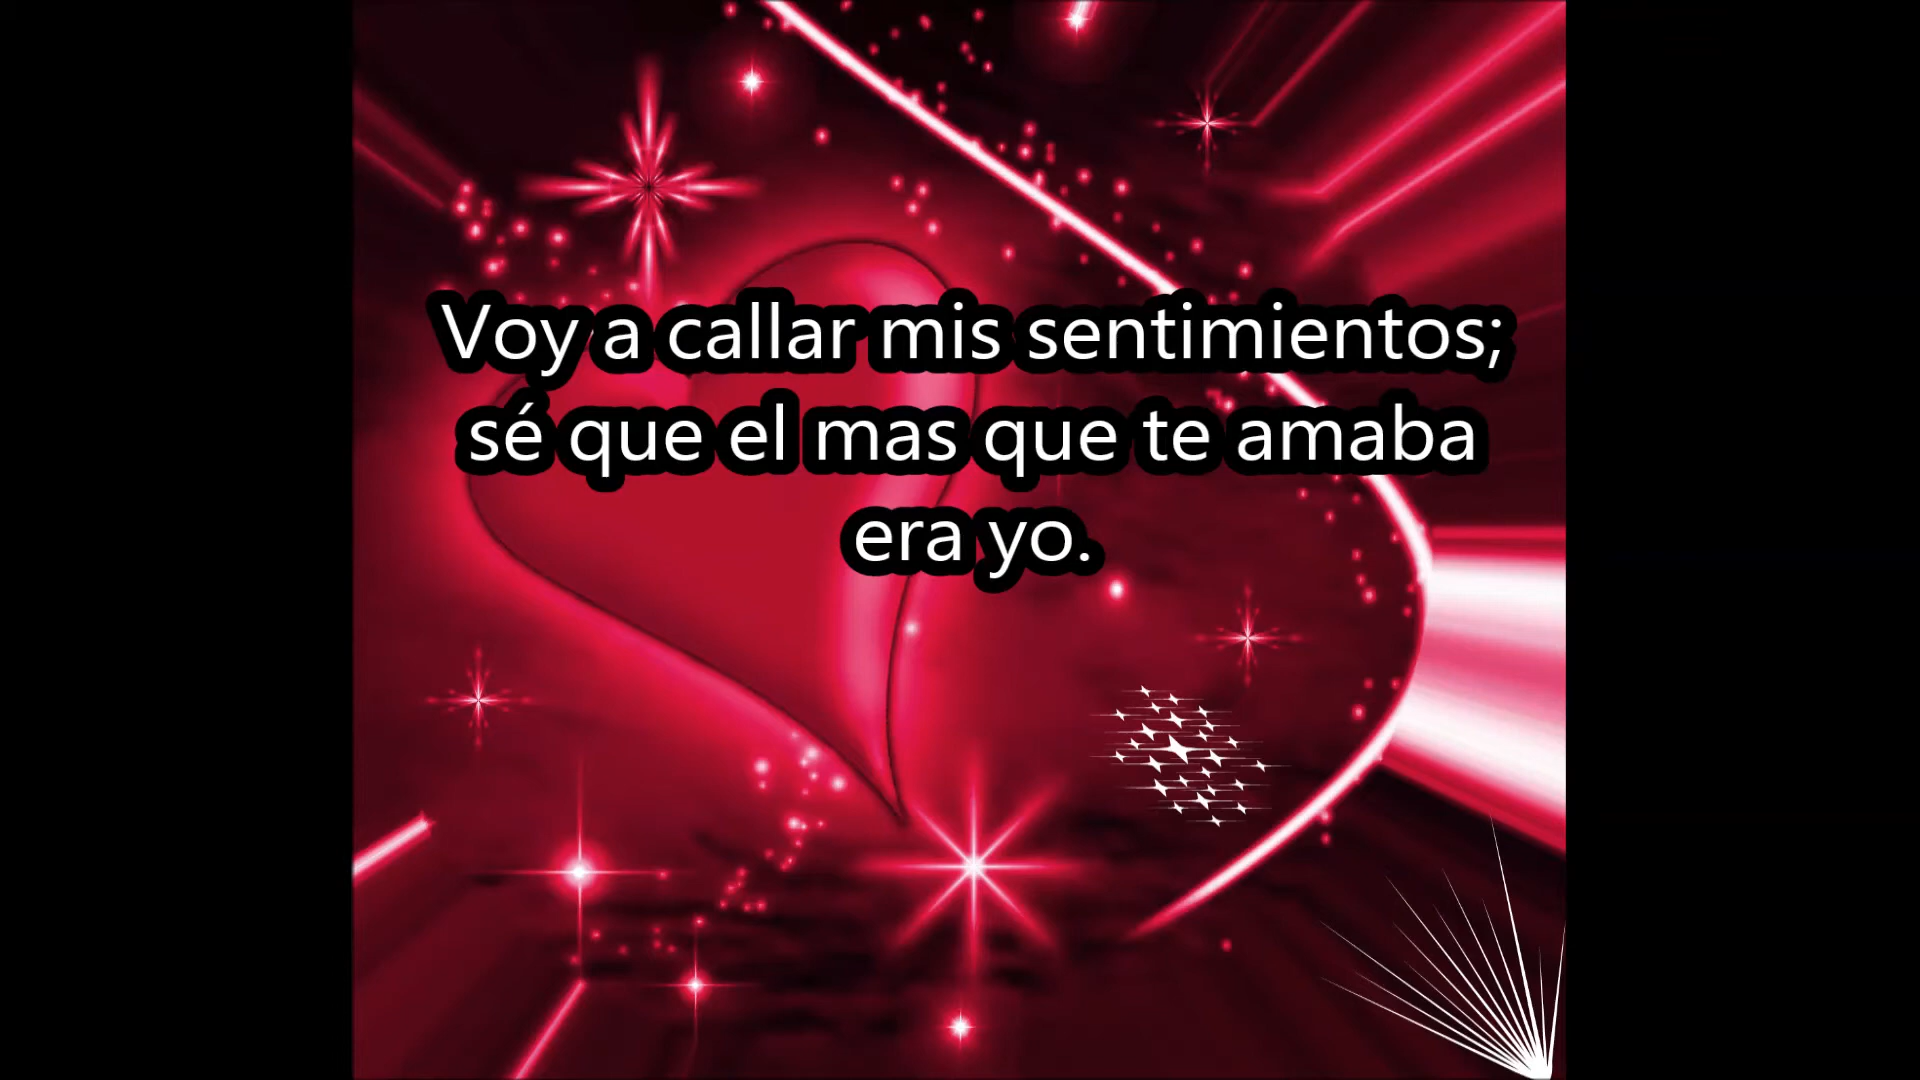 Voy a callar mis sentimientos;
sé que el mas que te amaba
era yo.